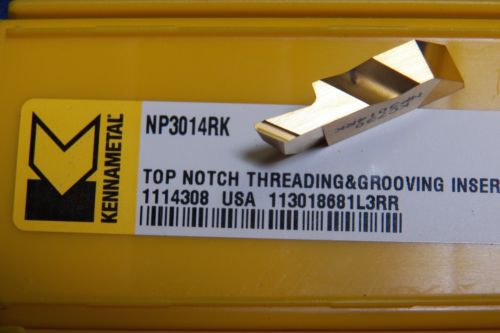 KENNAMETAL
NP3014RK
TOP NOTCH THREADING&GROOVING INSER
1114308 USA 113018681L3RR